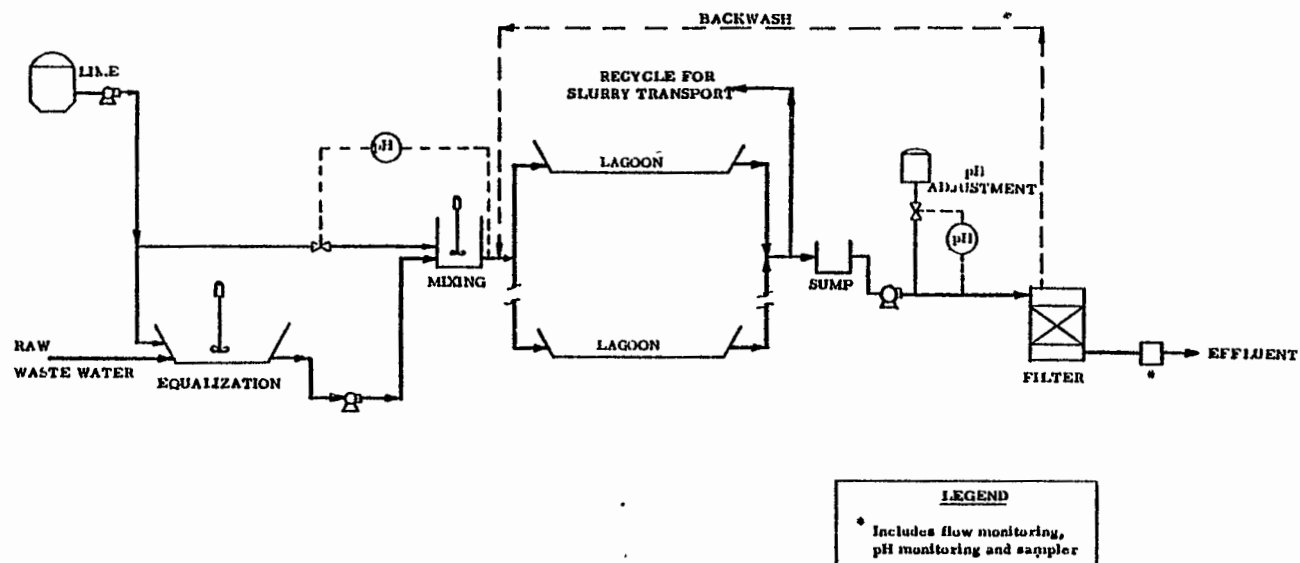 BACKWASH
*
LIME
RECYCLE FOR
SLURRY TRANSPORT
pH
LAGOON
pH
ADJUSTMENT
pH
MIXING
SUMP
RAW
WASTE WATER
EQUALIZATION
LAGOON
FILTER
*
EFFLUENT
LEGEND
* Includes flow monitoring,
pH monitoring and sampler